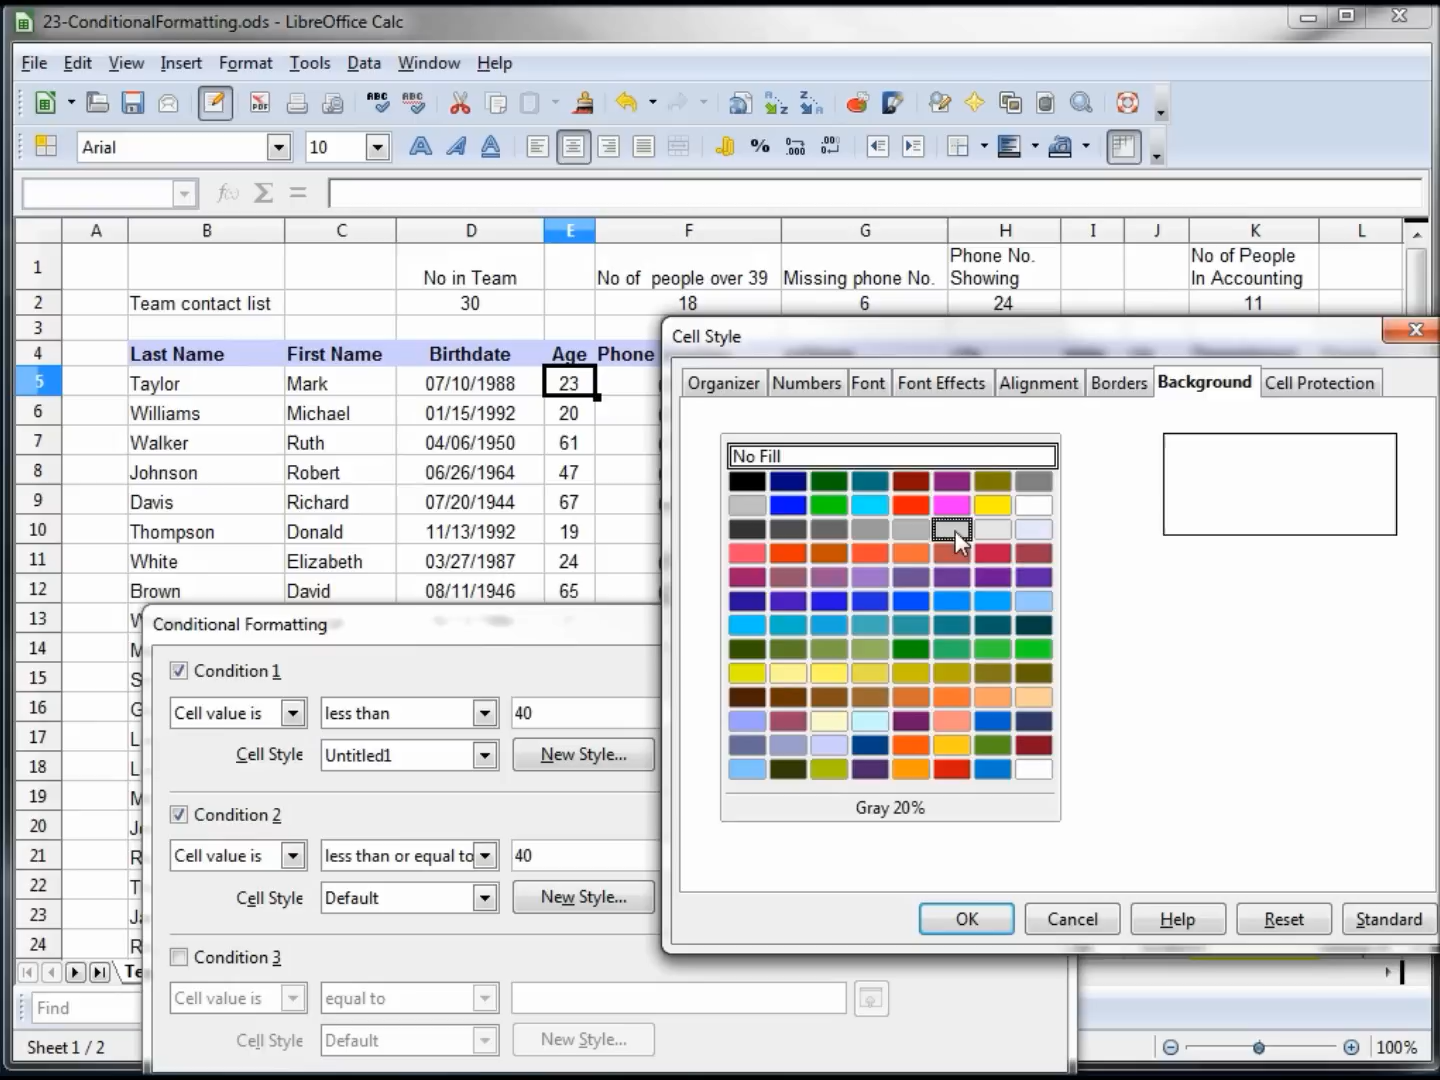 23-ConditionalFormatting.ods - LibreOffice Calc
File Edit View Insert Format Tools Data Window Help
Arial 10
A B C D E F G H I J K L
1 No in Team No of people over 39 Missing phone No. Phone No. Showing No of People In Accounting
2 Team contact list 30 18 6 24 11
3
4 Last Name First Name Birthdate Age Phone
5 Taylor Mark 07/10/1988 23
6 Williams Michael 01/15/1992 20
7 Walker Ruth 04/06/1950 61
8 Johnson Robert 06/26/1964 47
9 Davis Richard 07/20/1944 67
10 Thompson Donald 11/13/1992 19
11 White Elizabeth 03/27/1987 24
12 Brown David 08/11/1946 65
13
14
15
16
17
18
19
20
21
22
23
24
Cell Style
Organizer Numbers Font Font Effects Alignment Borders Background Cell Protection
No Fill
Gray 20%
OK Cancel Help Reset Standard
Conditional Formatting
Condition 1
Cell value is less than 40
Cell Style Untitled1 New Style...
Condition 2
Cell value is less than or equal to 40
Cell Style Default New Style...
Condition 3
Cell value is equal to
Cell Style Default New Style...
Find
Sheet 1 / 2 100%